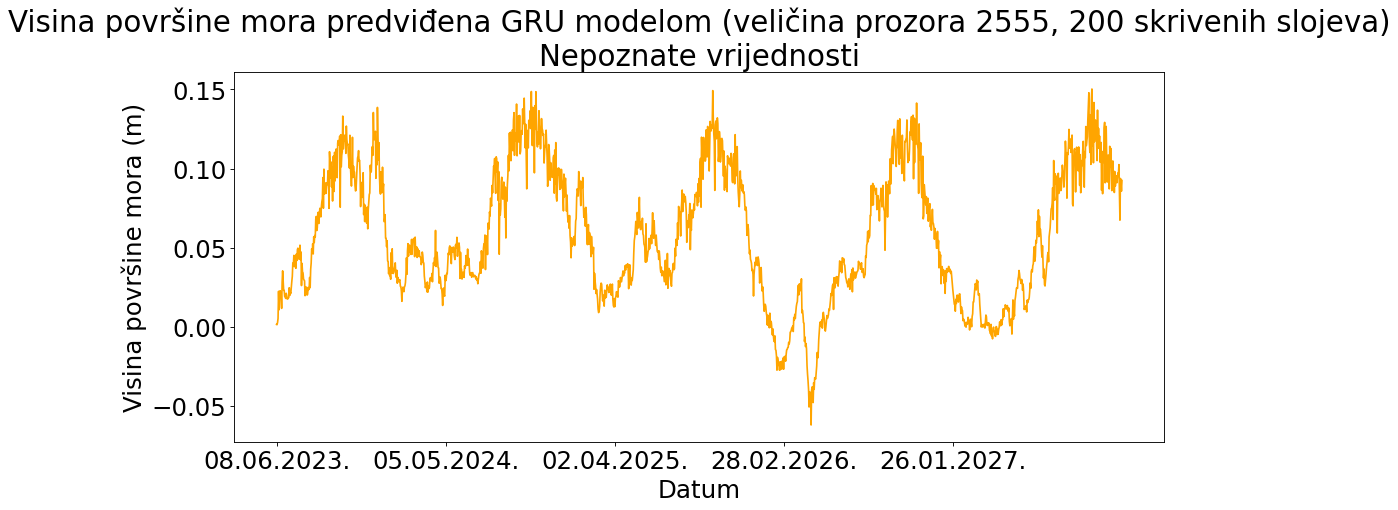 Visina površine mora predviđena GRU modelom (veličina prozora 2555, 200 skrivenih slojeva)
Nepoznate vrijednosti
Visina površine mora (m)
0.15
0.10
0.05
0.00
−0.05
08.06.2023. 05.05.2024. 02.04.2025. 28.02.2026. 26.01.2027.
Datum